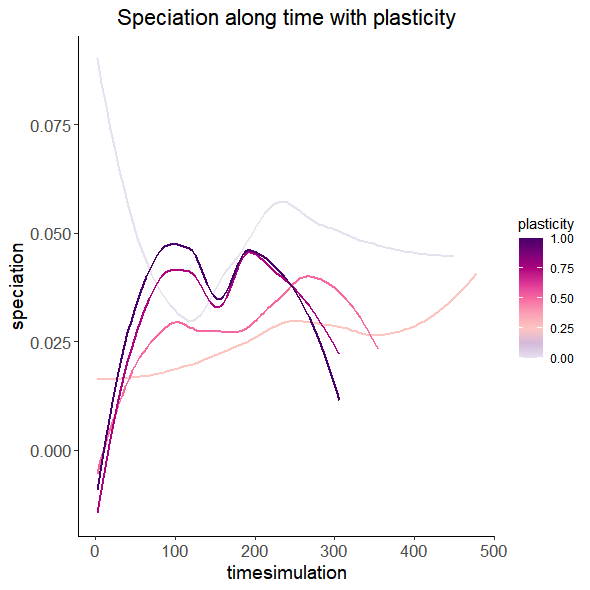 Speciation along time with plasticity
speciation
0.075
0.050
0.025
0.000
0 100 200 300 400 500
timesimulation
plasticity
1.00
0.75
0.50
0.25
0.00